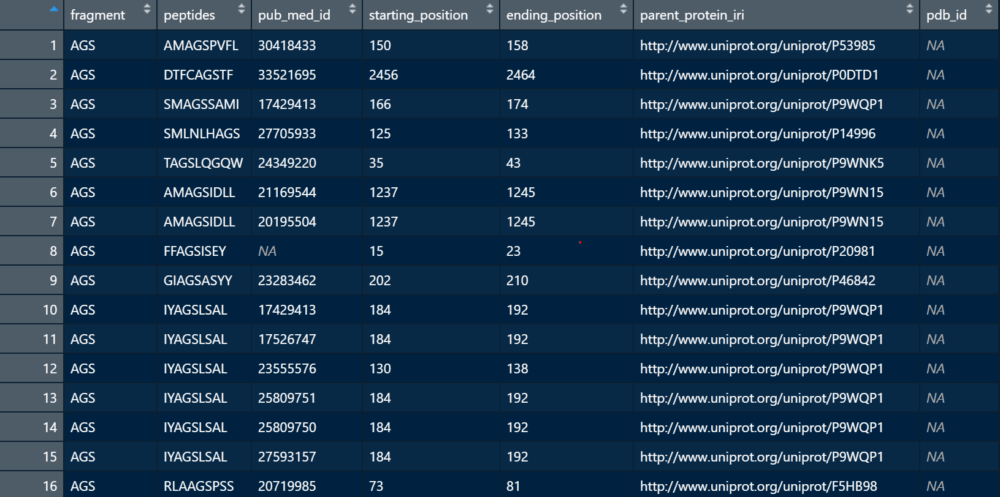 fragment peptides pub_med_id starting_position ending_position parent_protein_iri pdb_id
1 AGS AMAGSPVFL 30418433 150 158 http://www.uniprot.org/uniprot/P53985 NA
2 AGS DTFCAGSTF 33521695 2456 2464 http://www.uniprot.org/uniprot/P0DTD1 NA
3 AGS SMAGSSAMI 17429413 166 174 http://www.uniprot.org/uniprot/P9WQP1 NA
4 AGS SMLNLHAGS 27705933 125 133 http://www.uniprot.org/uniprot/P14996 NA
5 AGS TAGSLQGQW 24349220 35 43 http://www.uniprot.org/uniprot/P9WNK5 NA
6 AGS AMAGSIDLL 21169544 1237 1245 http://www.uniprot.org/uniprot/P9WN15 NA
7 AGS AMAGSIDLL 20195504 1237 1245 http://www.uniprot.org/uniprot/P9WN15 NA
8 AGS FFAGSISEY NA 15 23 http://www.uniprot.org/uniprot/P20981 NA
9 AGS GIAGSASYY 23283462 202 210 http://www.uniprot.org/uniprot/P46842 NA
10 AGS IYAGSLSAL 17429413 184 192 http://www.uniprot.org/uniprot/P9WQP1 NA
11 AGS IYAGSLSAL 17526747 184 192 http://www.uniprot.org/uniprot/P9WQP1 NA
12 AGS IYAGSLSAL 23555576 130 138 http://www.uniprot.org/uniprot/P9WQP1 NA
13 AGS IYAGSLSAL 25809751 184 192 http://www.uniprot.org/uniprot/P9WQP1 NA
14 AGS IYAGSLSAL 25809750 184 192 http://www.uniprot.org/uniprot/P9WQP1 NA
15 AGS IYAGSLSAL 27593157 184 192 http://www.uniprot.org/uniprot/P9WQP1 NA
16 AGS RLAAGSPSS 20719985 73 81 http://www.uniprot.org/uniprot/F5HB98 NA